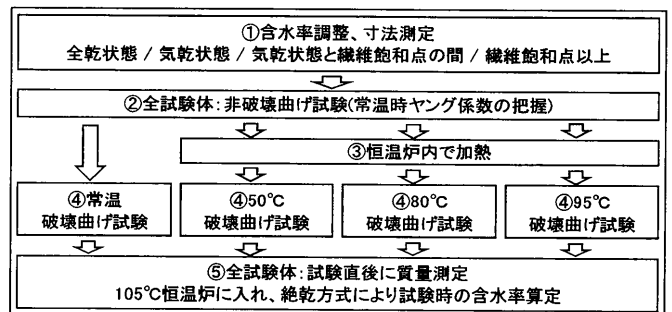 ①含水率調整、寸法測定
全乾状態 / 気乾状態 / 気乾状態と繊維飽和点の間 / 繊維飽和点以上
②全試験体：非破壊曲げ試験(常温時ヤング係数の把握)
③恒温炉内で加熱
④常温
破壊曲げ試験
④50℃
破壊曲げ試験
④80℃
破壊曲げ試験
④95℃
破壊曲げ試験
⑤全試験体：試験直後に質量測定
105℃恒温炉に入れ、絶乾方式により試験時の含水率算定